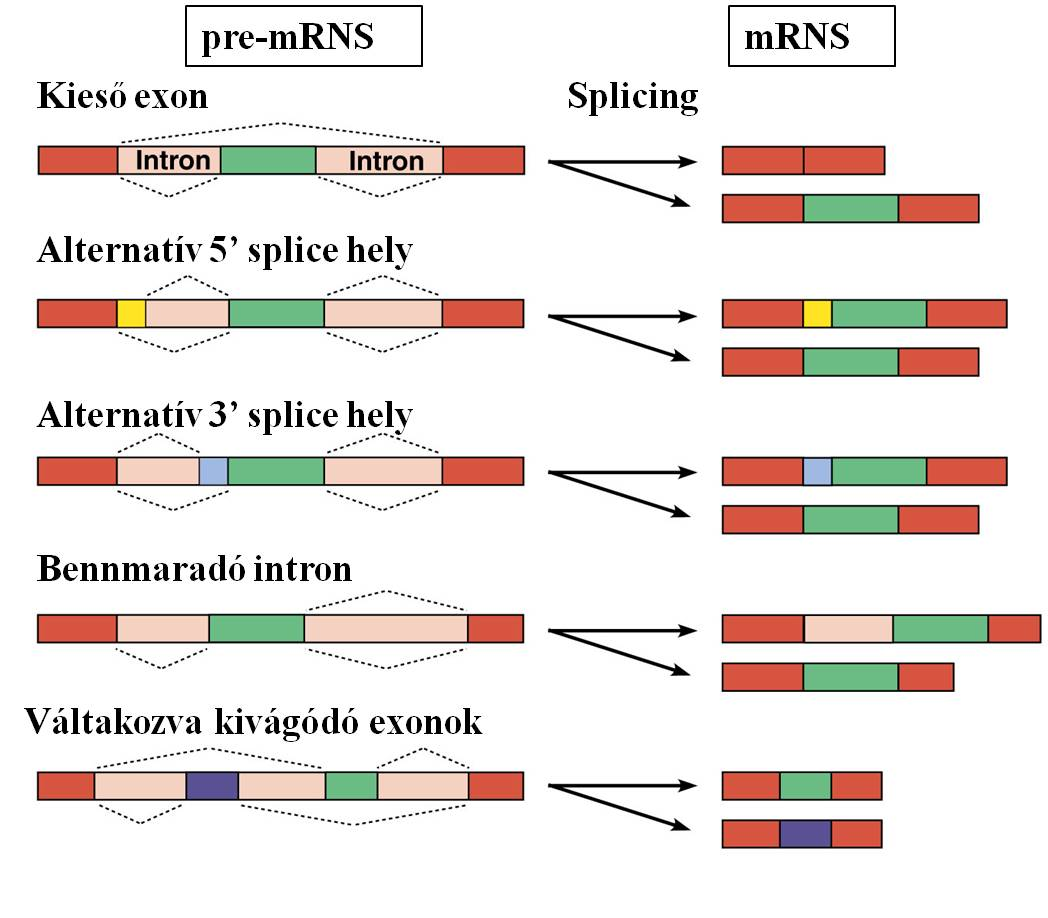 pre-mRNS
mRNS
Kieső exon
Splicing
Intron
Intron
Alternatív 5’ splice hely
Alternatív 3’ splice hely
Bennmaradó intron
Váltakozva kivágódó exonok